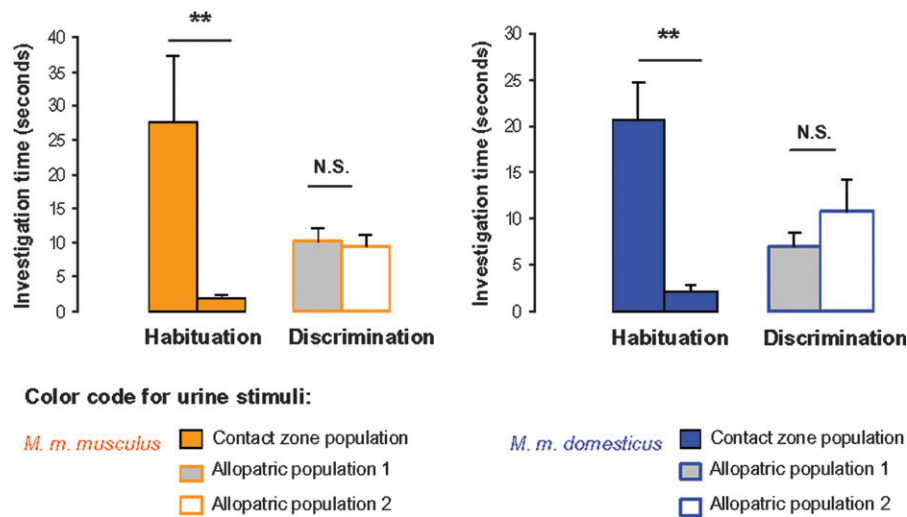 **
40
35
30
25
20
15
10
5
0
Investigation time (seconds)
N.S.
Habituation
Discrimination
**
30
25
20
15
10
5
0
Investigation time (seconds)
N.S.
Habituation
Discrimination
Color code for urine stimuli:
M. m. musculus
Contact zone population
Allopatric population 1
Allopatric population 2
M. m. domesticus
Contact zone population
Allopatric population 1
Allopatric population 2